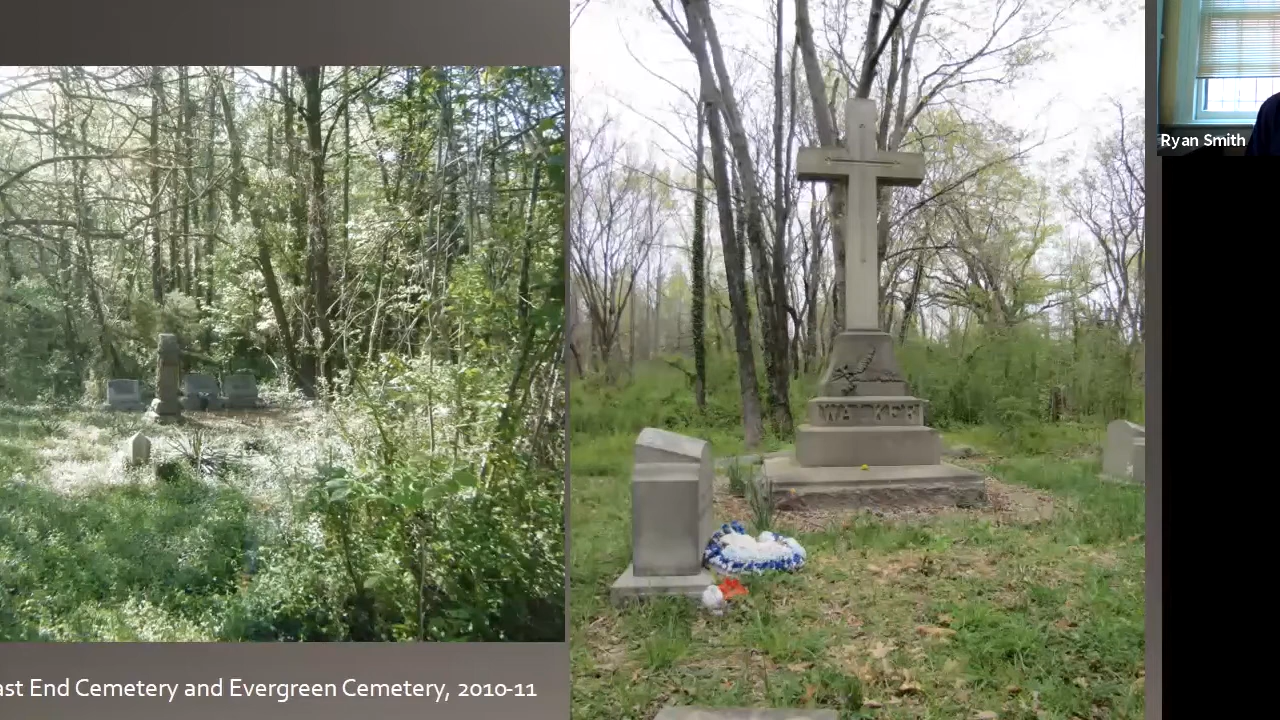 WALKER
Ryan Smith
ast End Cemetery and Evergreen Cemetery, 2010-11